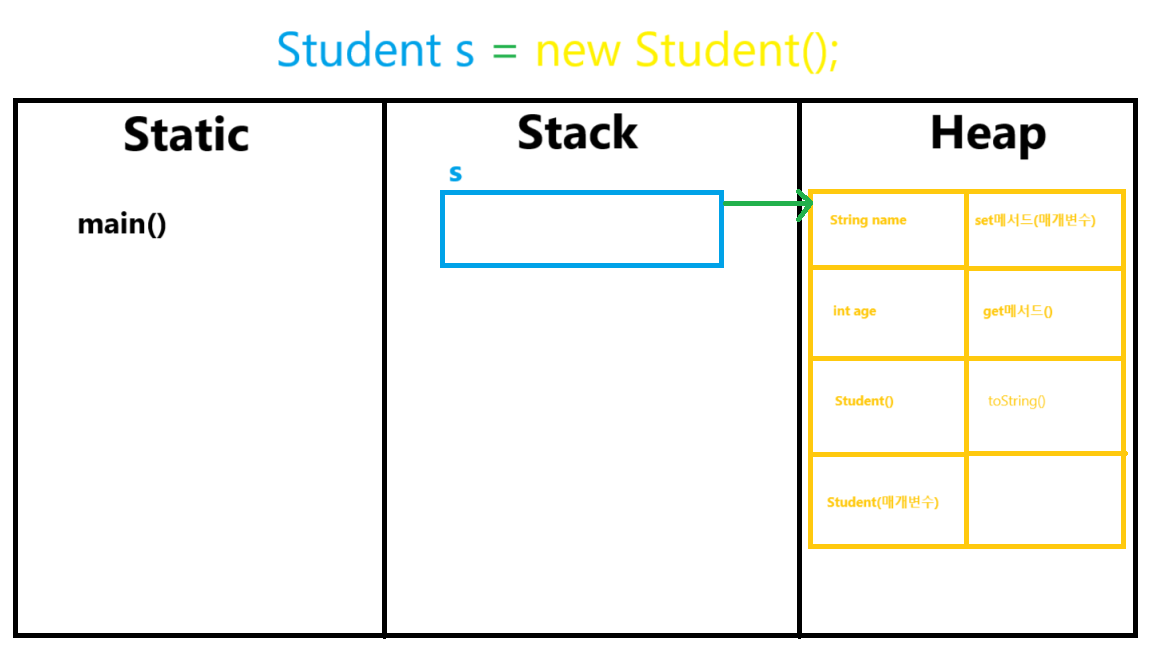 Student s = new Student();
Static
Stack
Heap
s
main()
String name
set메서드(매개변수)
int age
get메서드()
Student()
toString()
Student(매개변수)